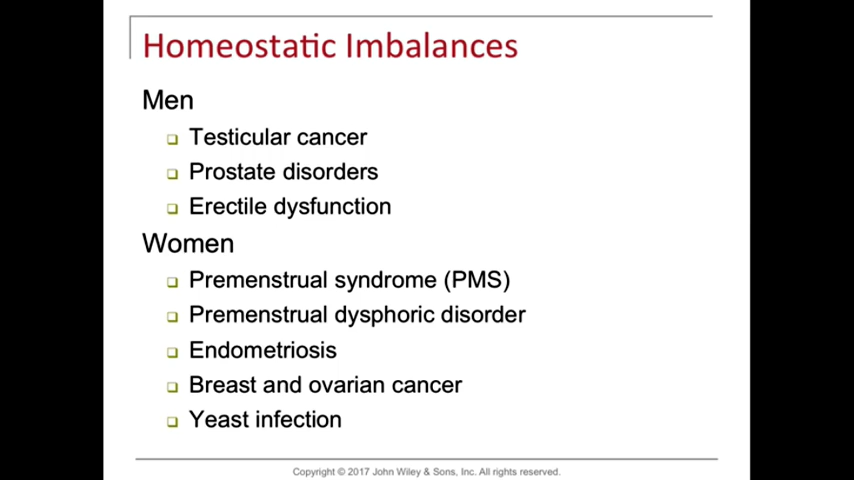 Homeostatic Imbalances
Men
Testicular cancer
Prostate disorders
Erectile dysfunction
Women
Premenstrual syndrome (PMS)
Premenstrual dysphoric disorder
Endometriosis
Breast and ovarian cancer
Yeast infection
Copyright © 2017 John Wiley & Sons, Inc. All rights reserved.